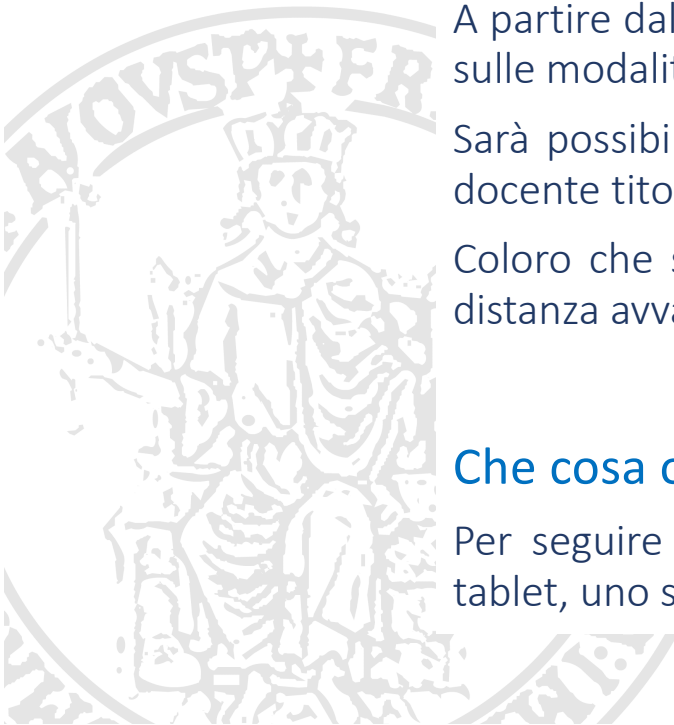 A partire dal
sulle modalit
Sarà possibi
docente tito
Coloro che s
distanza avva
Che cosa
Per seguire
tablet, uno s